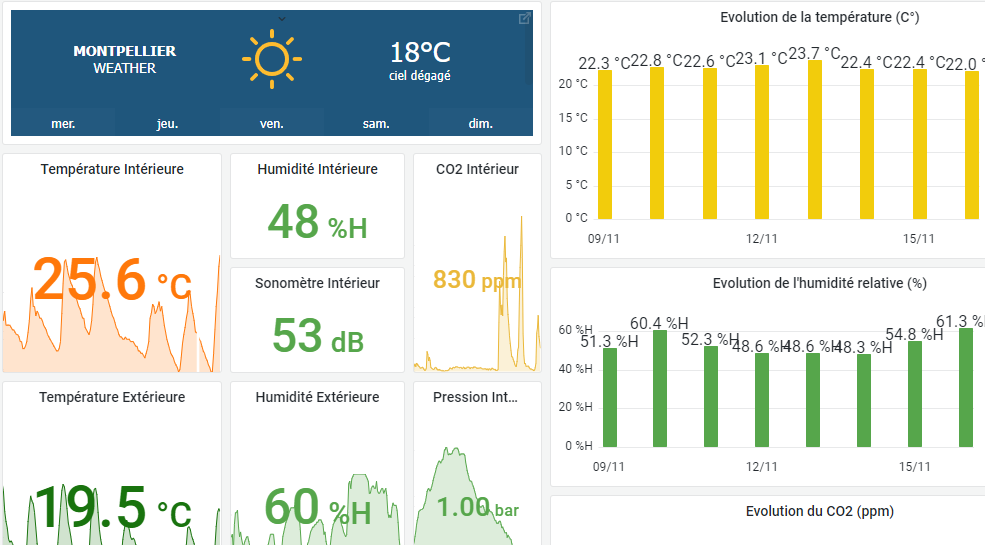 MONTPELLIER
WEATHER
18°C
ciel dégagé
mer. jeu. ven. sam. dim.
Température Intérieure
25.6 °C
Humidité Intérieure
48 %H
CO2 Intérieur
830 ppm
Sonomètre Intérieur
53 dB
Température Extérieure
19.5 °C
Humidité Extérieure
60 %H
Pression Int...
1.00 bar
Evolution de la température (C°)
22.3 °C 22.8 °C 22.6 °C 23.1 °C 23.7 °C 22.4 °C 22.4 °C 22.0 °
20 °C
15 °C
10 °C
5 °C
0 °C
09/11 12/11 15/11
Evolution de l'humidité relative (%)
51.3 %H 60.4 %H 52.3 %H 48.6 %H 48.6 %H 48.3 %H 54.8 %H 61.3 %H
60 %H
40 %H
20 %H
0 %H
09/11 12/11 15/11
Evolution du CO2 (ppm)